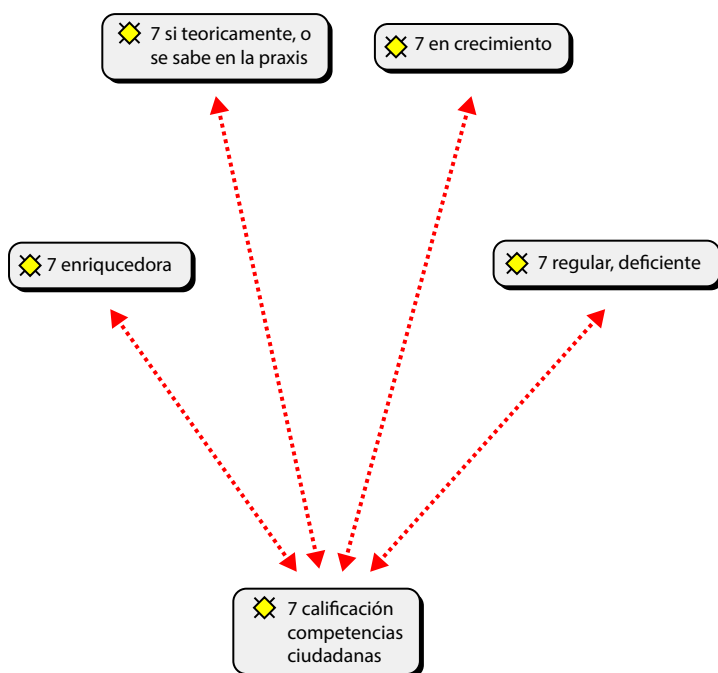 7 si teoricamente, o
se sabe en la praxis
7 en crecimiento
7 enriqucedora
7 regular, deficiente
7 calificación
competencias
ciudadanas